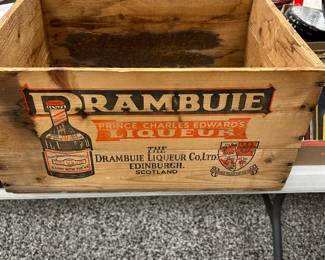 DRAMBUIE
PRINCE CHARLES EDWARD'S
LIQUEUR
THE
DRAMBUIE LIQUEUR CO. LTD
EDINBURGH.
SCOTLAND